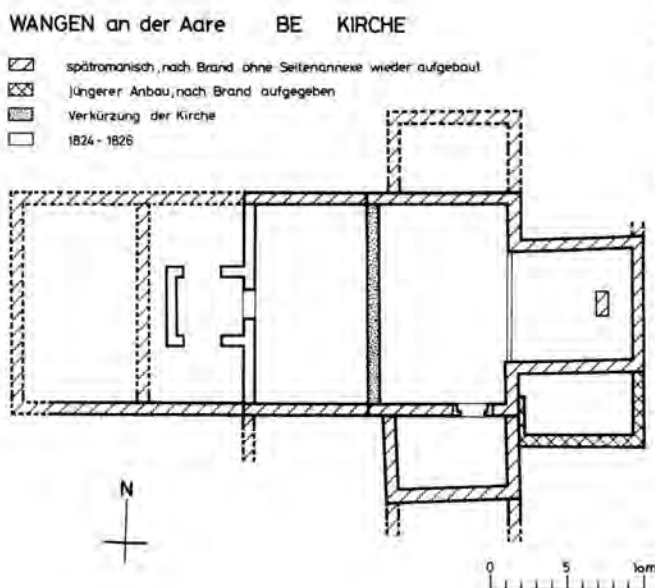 WANGEN an der Aare BE KIRCHE
spätromanisch, nach Brand ohne Seitenannexe wieder aufgebaut
Jüngerer Anbau, nach Brand aufgegeben
Verkürzung der Kirche
1824 - 1826
N
0 5 10m